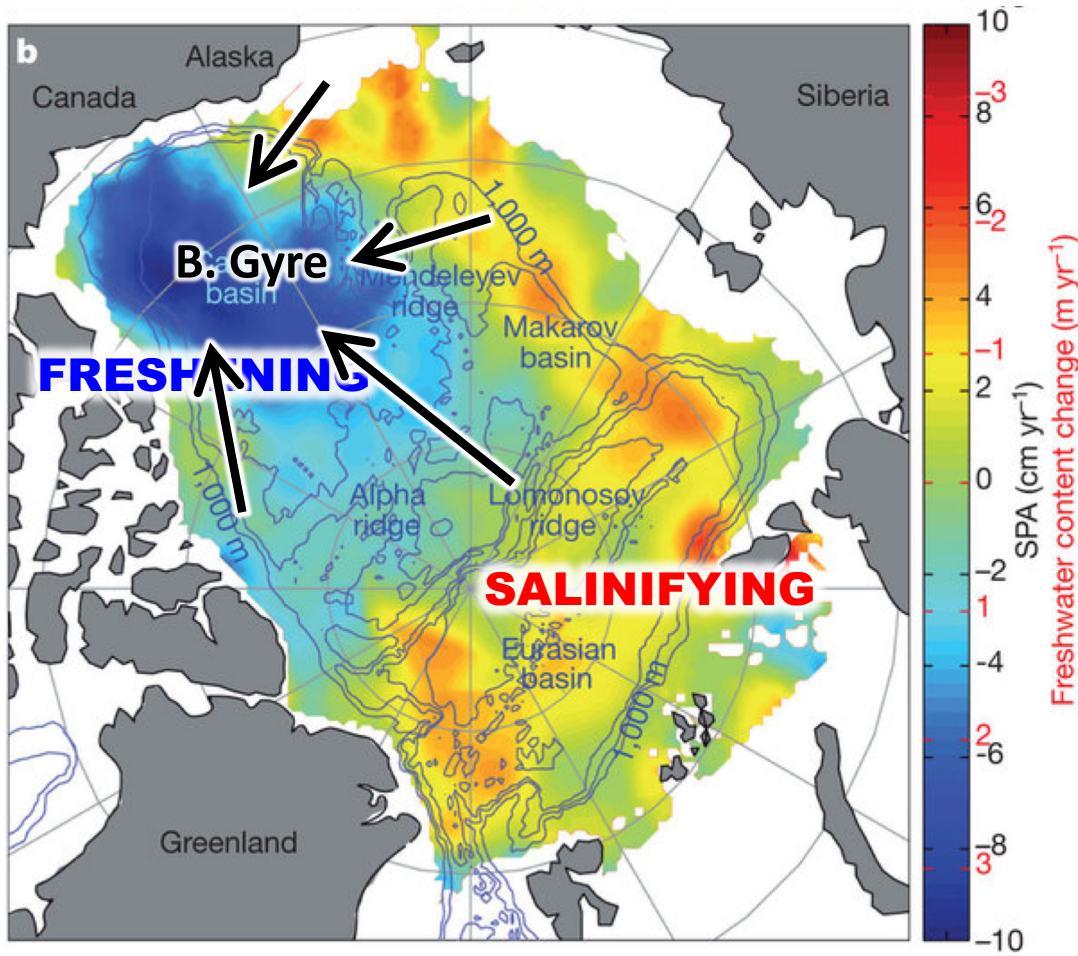 b
Alaska
Canada
Siberia
1,000 m
B. Gyre
basin
Mendeleyev
ridge
Makarov
basin
FRESHENING
1,000 m
Alpha
ridge
Lomonosov
ridge
SALINIFYING
Eurasian
basin
1,000 m
Greenland
10
8
6
4
2
0
−2
−4
−6
−8
−10
−3
−2
−1
1
2
3
SPA (cm yr⁻¹)
Freshwater content change (m yr⁻¹)